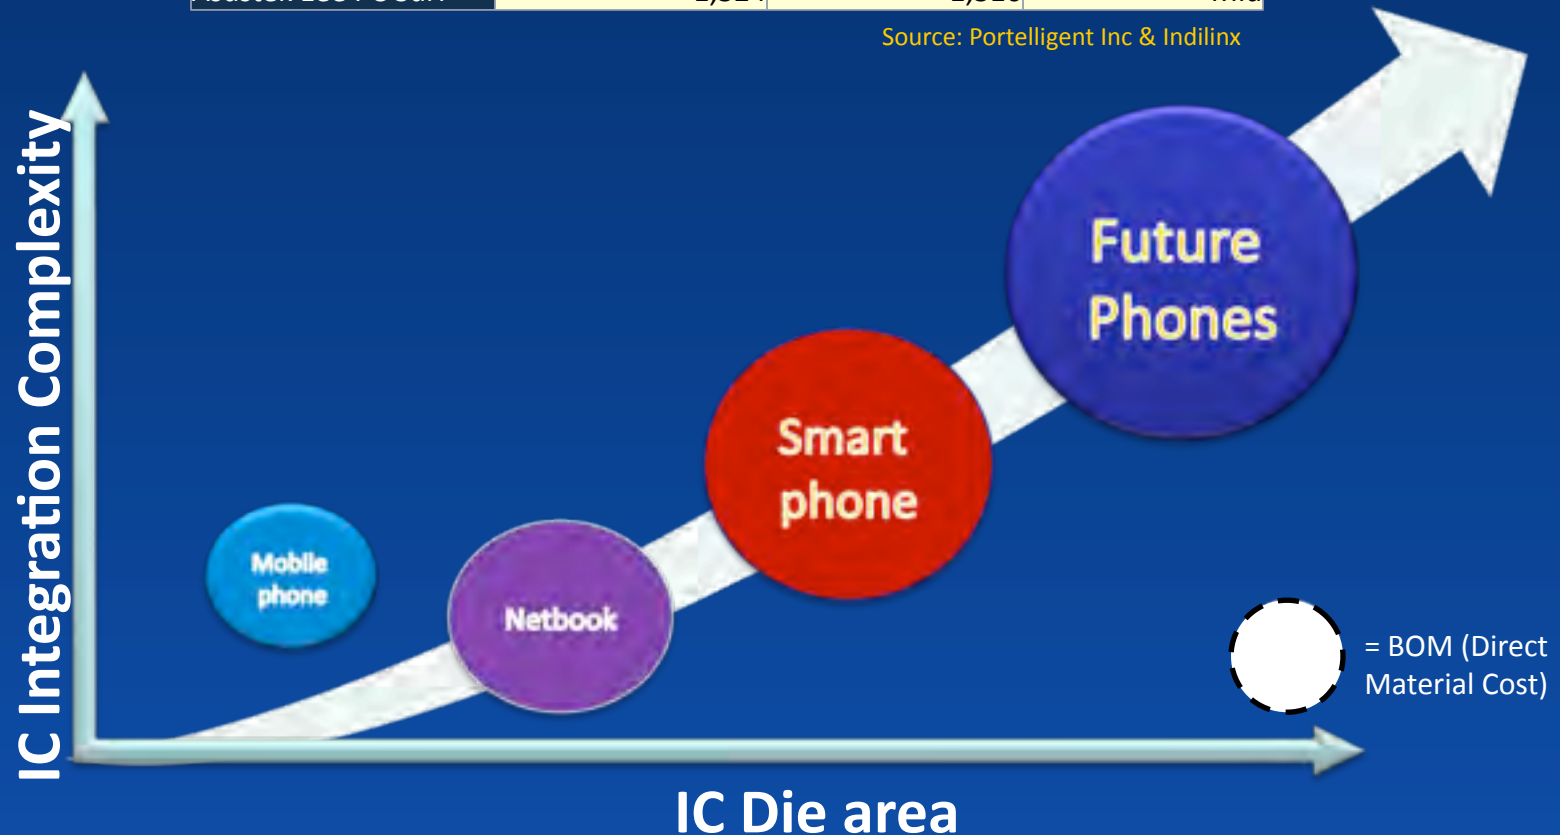 Source: Portelligent Inc & Indilinx
IC Integration Complexity
Future
Phones
Smart
phone
Mobile
phone
Netbook
= BOM (Direct
Material Cost)
IC Die area